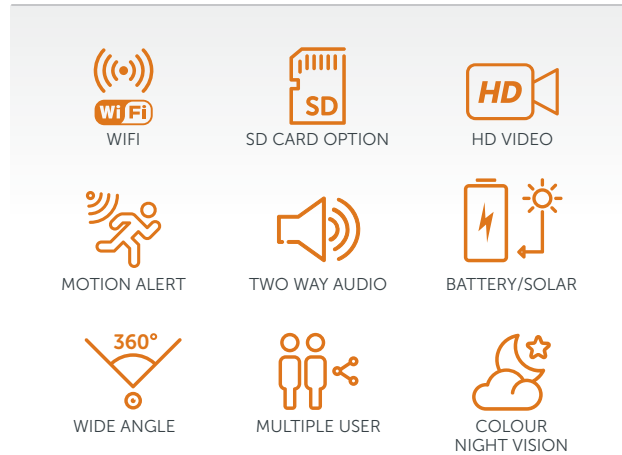 WiFi
SD
HD
WIFI
SD CARD OPTION
HD VIDEO
MOTION ALERT
TWO WAY AUDIO
BATTERY/SOLAR
360°
WIDE ANGLE
MULTIPLE USER
COLOUR
NIGHT VISION